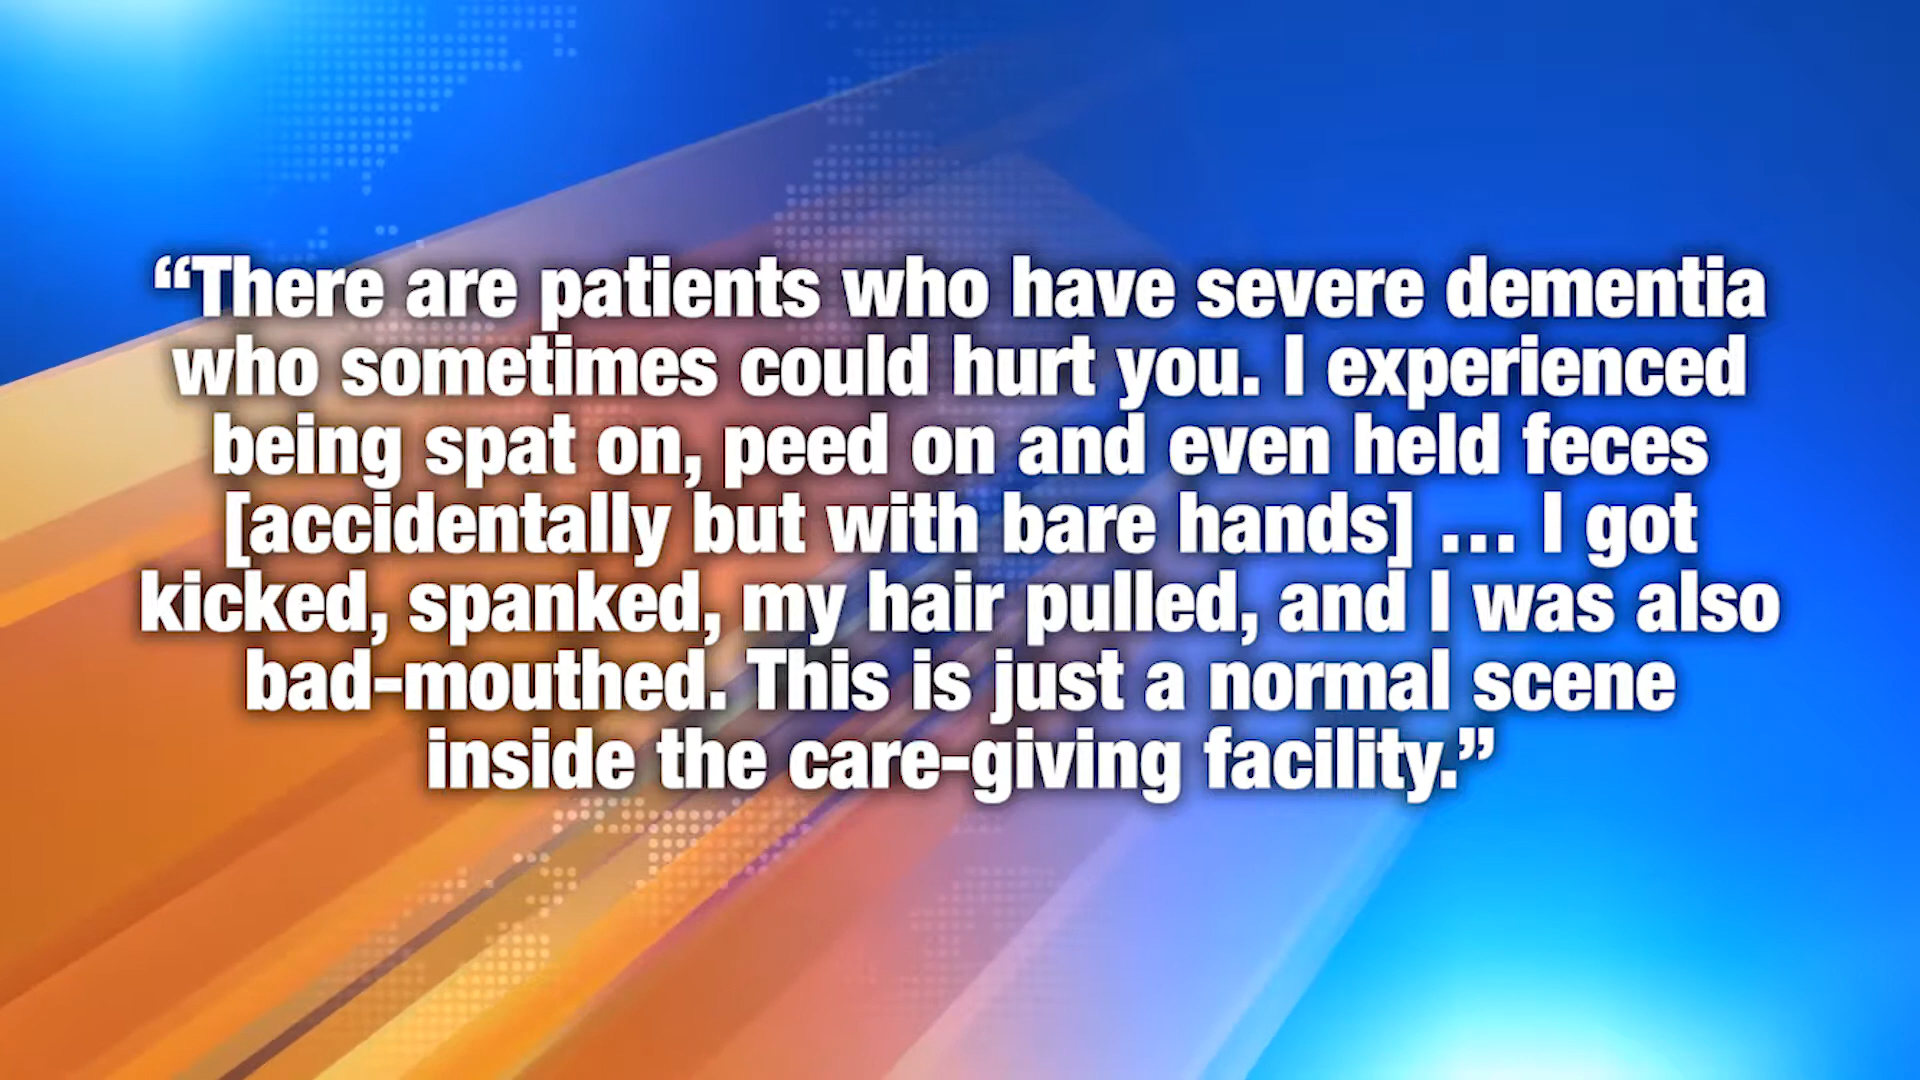 “There are patients who have severe dementia
who sometimes could hurt you. I experienced
being spat on, peed on and even held feces
[accidentally but with bare hands] … I got
kicked, spanked, my hair pulled, and I was also
bad-mouthed. This is just a normal scene
inside the care-giving facility.”